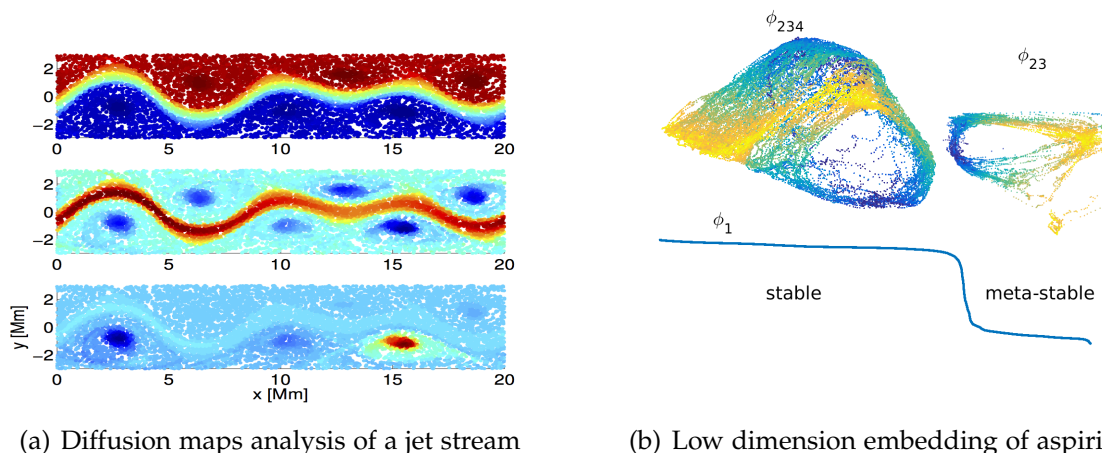 2
0
−2
0 5 10 15 20
2
0
−2
0 5 10 15 20
y [Mm]
2
0
−2
0 5 10 15 20
x [Mm]
(a) Diffusion maps analysis of a jet stream
ϕ234
ϕ23
ϕ1
stable meta-stable
(b) Low dimension embedding of aspiri